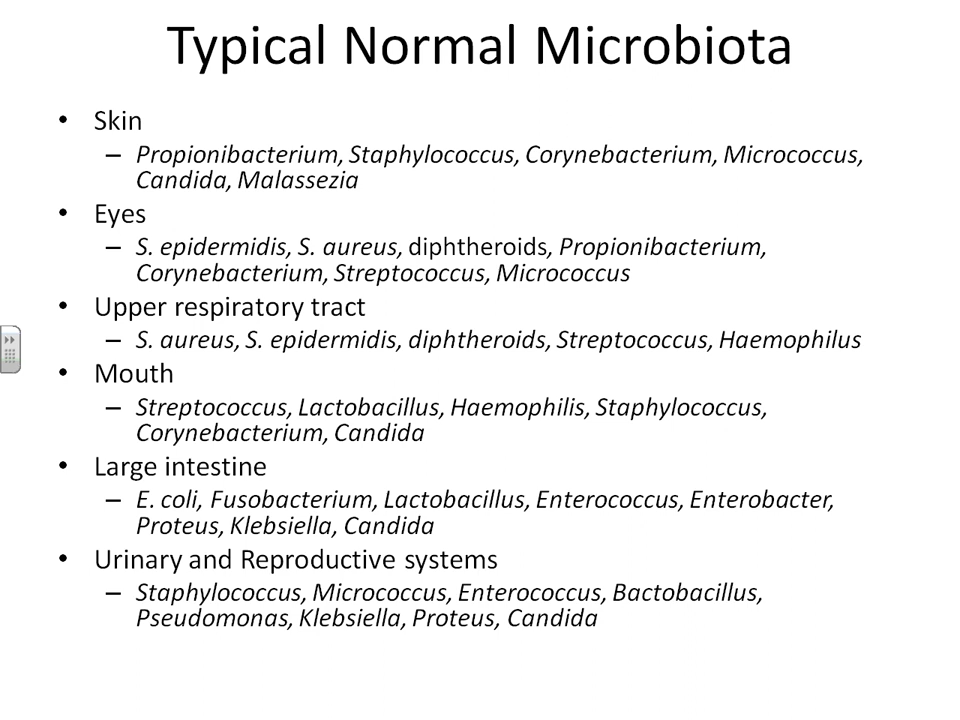 Typical Normal Microbiota
• Skin
– Propionibacterium, Staphylococcus, Corynebacterium, Micrococcus,
Candida, Malassezia
• Eyes
– S. epidermidis, S. aureus, diphtheroids, Propionibacterium,
Corynebacterium, Streptococcus, Micrococcus
• Upper respiratory tract
– S. aureus, S. epidermidis, diphtheroids, Streptococcus, Haemophilus
• Mouth
– Streptococcus, Lactobacillus, Haemophilis, Staphylococcus,
Corynebacterium, Candida
• Large intestine
– E. coli, Fusobacterium, Lactobacillus, Enterococcus, Enterobacter,
Proteus, Klebsiella, Candida
• Urinary and Reproductive systems
– Staphylococcus, Micrococcus, Enterococcus, Bactobacillus,
Pseudomonas, Klebsiella, Proteus, Candida